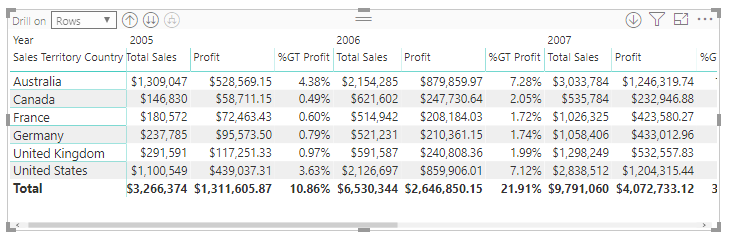 Drill on Rows
Year 2005 2006 2007
Sales Territory Country Total Sales Profit %GT Profit Total Sales Profit %GT Profit Total Sales Profit %G
Australia $1,309,047 $528,569.15 4.38% $2,154,285 $879,859.97 7.28% $3,033,784 $1,246,319.74
Canada $146,830 $58,711.15 0.49% $621,602 $247,730.64 2.05% $535,784 $232,946.88
France $180,572 $72,463.43 0.60% $514,942 $208,184.03 1.72% $1,026,325 $423,580.27
Germany $237,785 $95,573.50 0.79% $521,231 $210,361.15 1.74% $1,058,406 $433,012.96
United Kingdom $291,591 $117,251.33 0.97% $591,587 $240,808.36 1.99% $1,298,249 $532,557.83
United States $1,100,549 $439,037.31 3.63% $2,126,697 $859,906.01 7.12% $2,838,512 $1,204,315.44
Total $3,266,374 $1,311,605.87 10.86% $6,530,344 $2,646,850.15 21.91% $9,791,060 $4,072,733.12 3